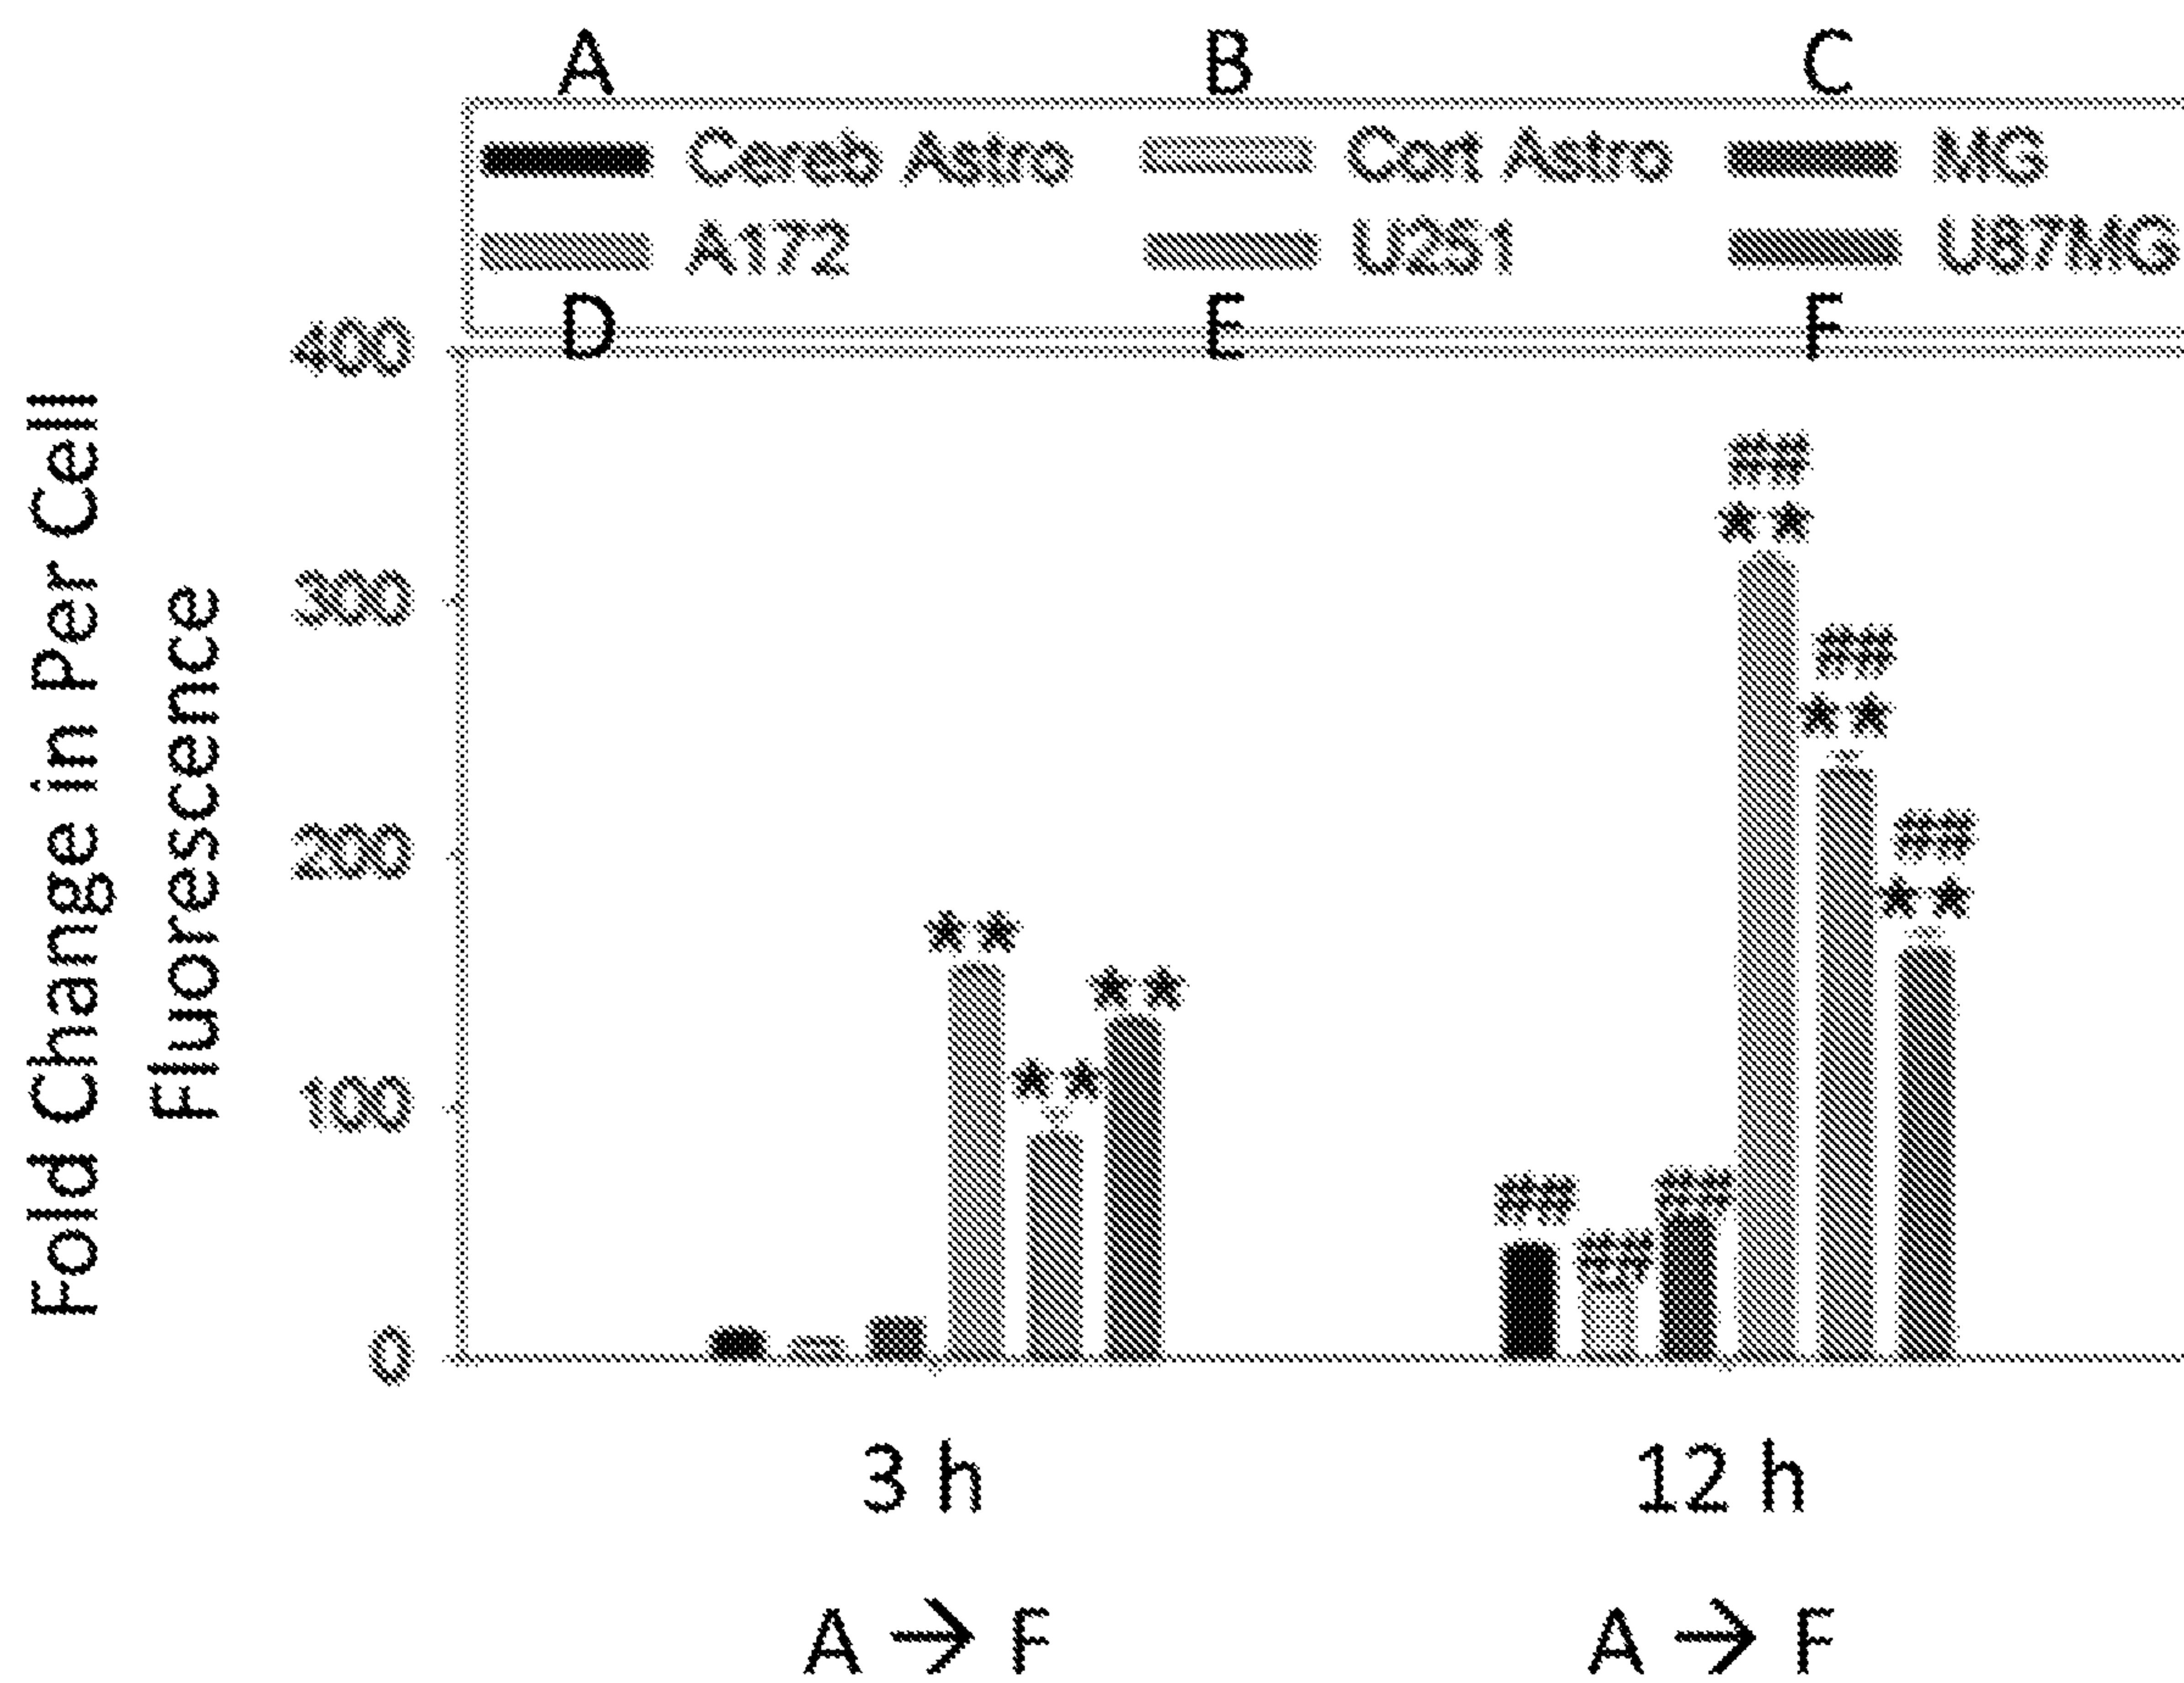 A B C
Cereb Astro Cort Astro MG
A172 U251 U87MG
D E F
Fold Change in Per Cell
Fluorescence
400
300
200
100
0
##
**
##
**
##
**
**
**
**
##
##
##
3 h 12 h
A → F A → F